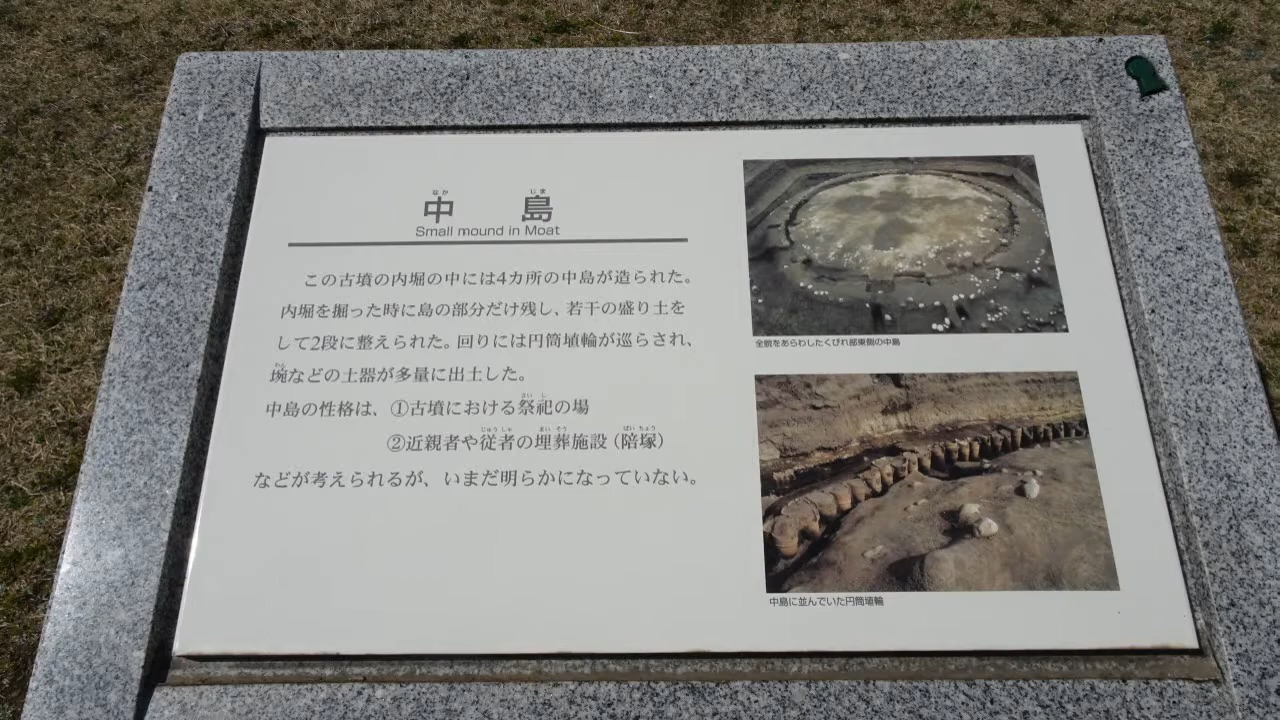 中島
Small mound in Moat
この古墳の内堀の中には4カ所の中島が造られた。
内堀を掘った時に島の部分だけ残し、若干の盛り土を
して2段に整えられた。回りには円筒埴輪が巡らされ、
埦などの土器が多量に出土した。
中島の性格は、①古墳における祭祀の場
②近親者や従者の埋葬施設（陪塚）
などが考えられるが、いまだ明らかになっていない。
全貌をあらわしたくびれ部東側の中島
中島に並んでいた円筒埴輪